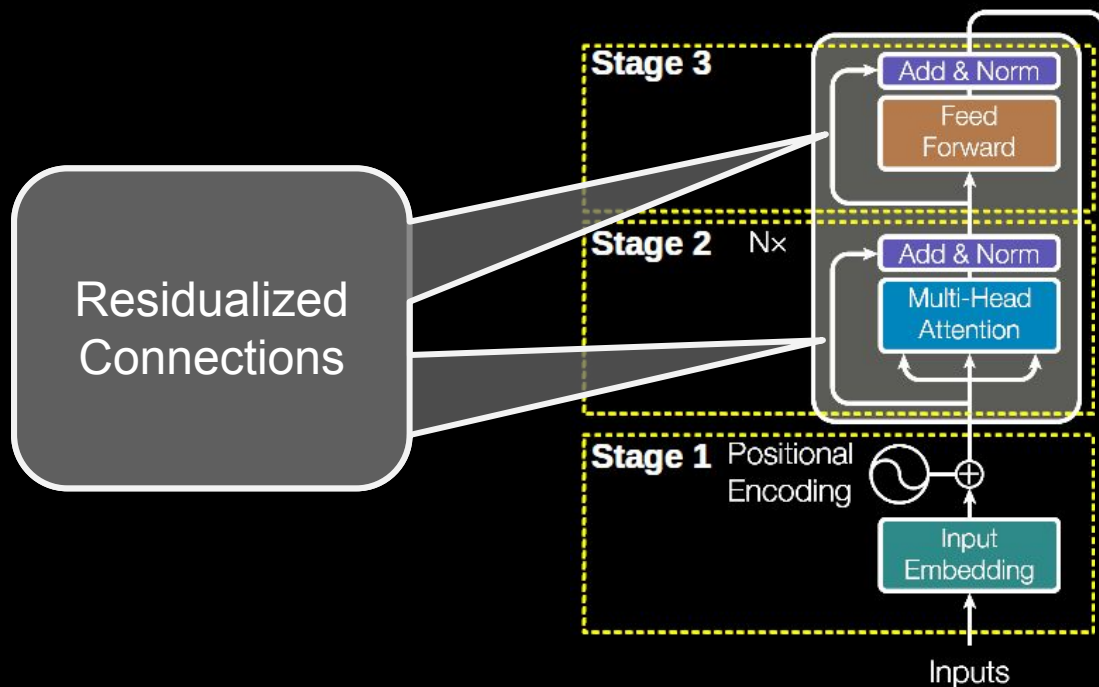 Residualized
Connections
Stage 3
Add & Norm
Feed
Forward
Stage 2
N×
Add & Norm
Multi-Head
Attention
Stage 1
Positional
Encoding
Input
Embedding
Inputs